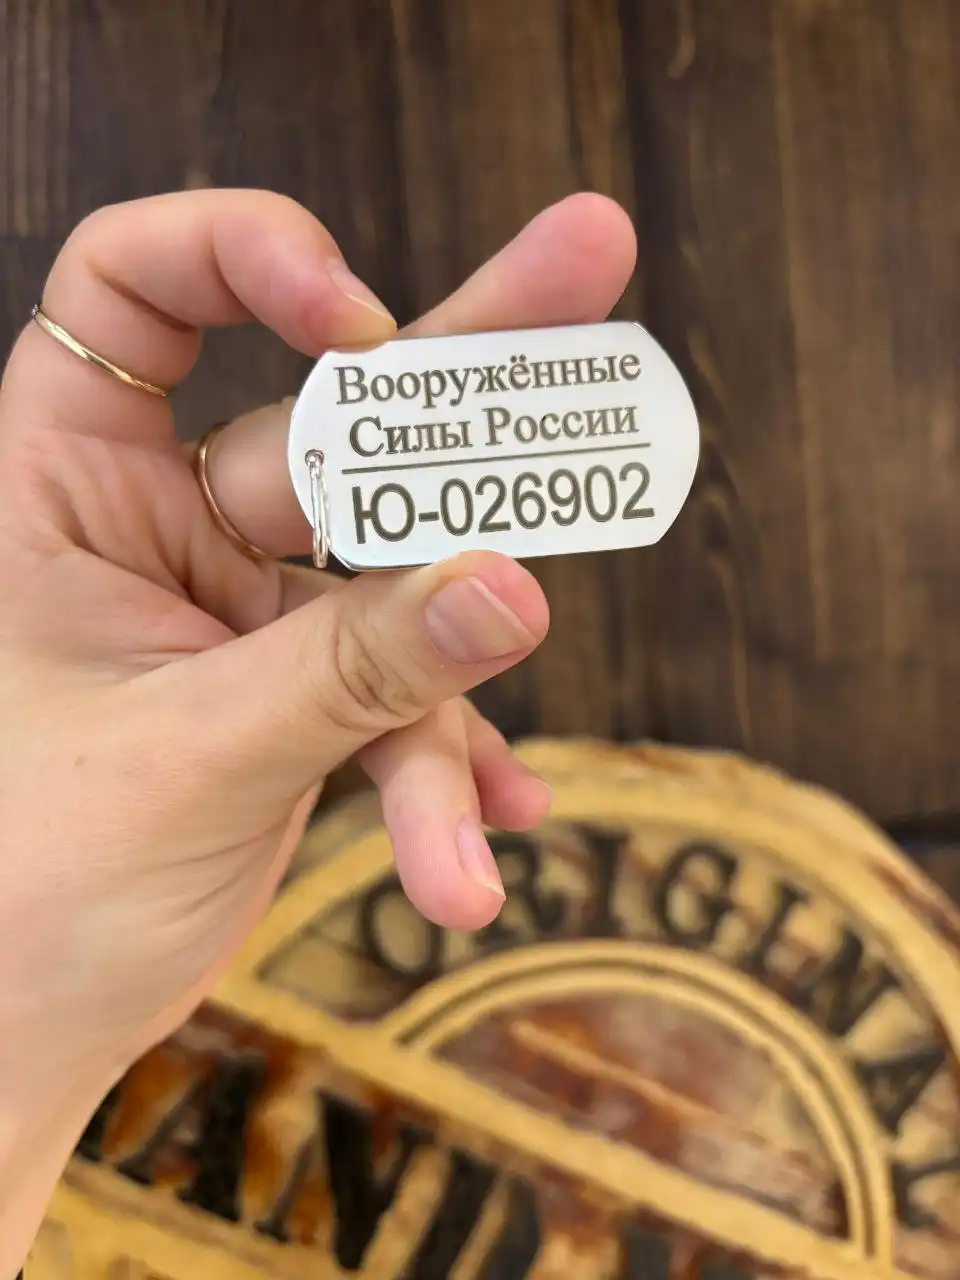 Вооружённые
Силы России
Ю-026902
ORIGINA